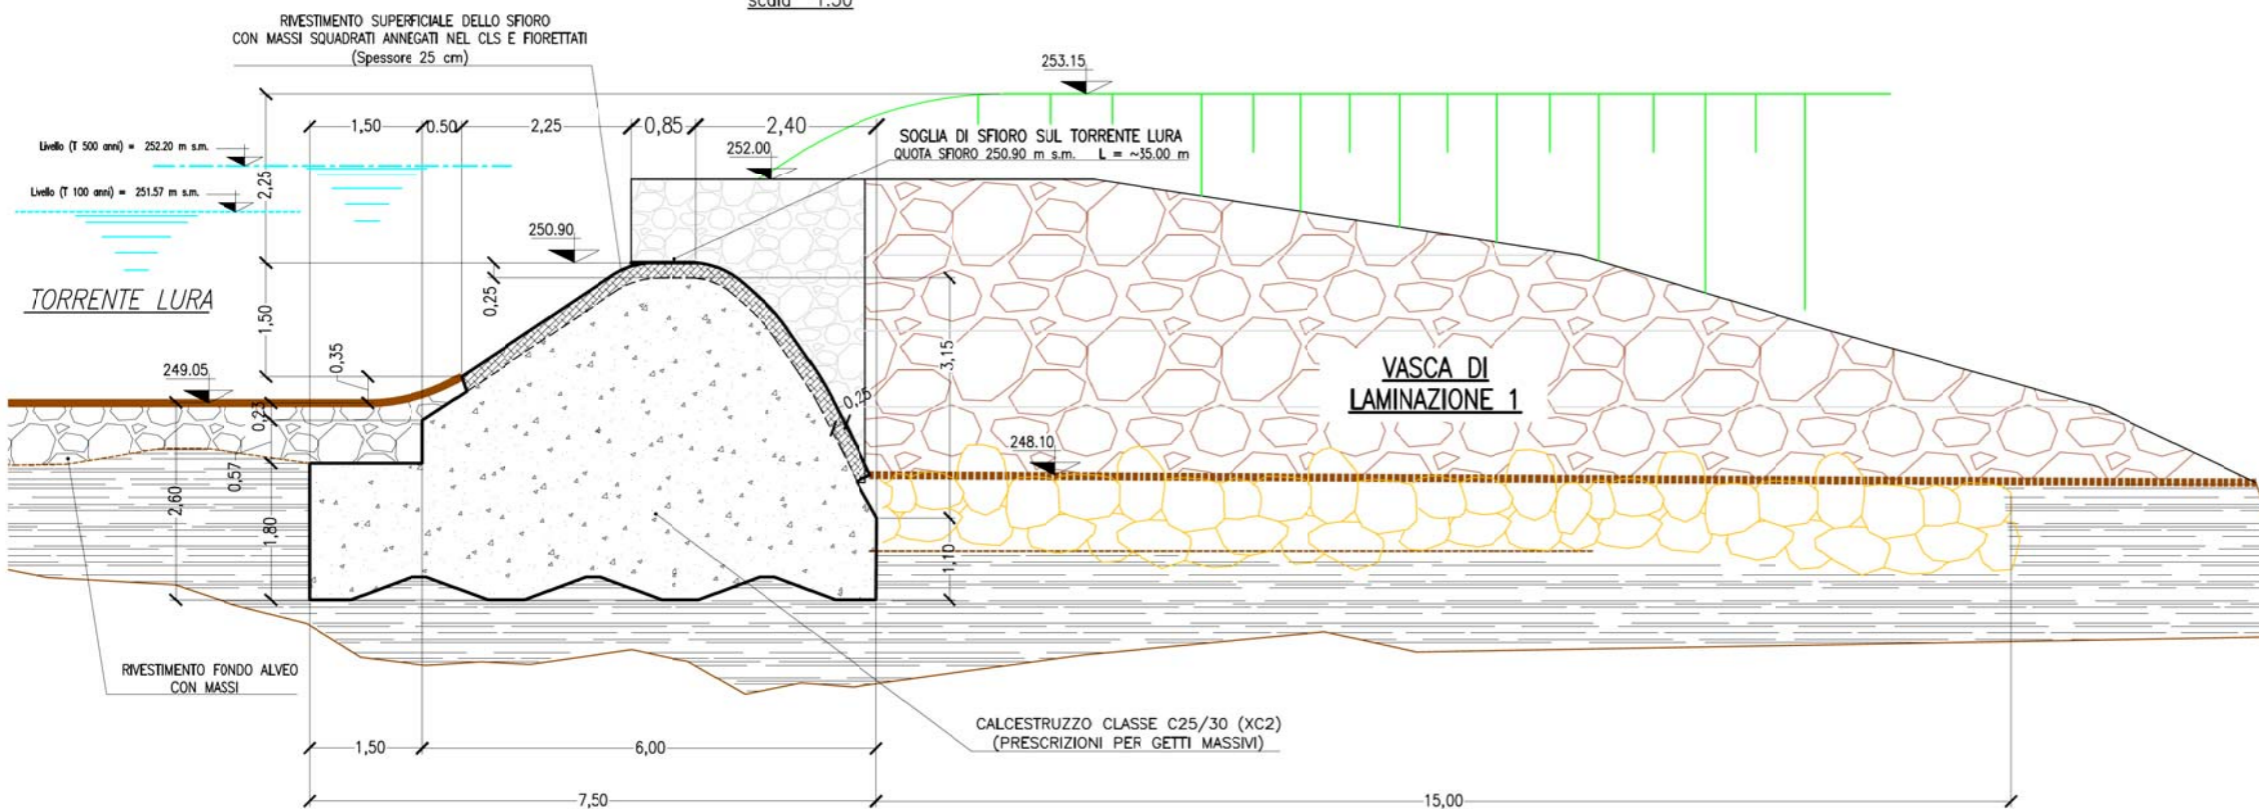 scala 1:50
RIVESTIMENTO SUPERFICIALE DELLO SFIORO
CON MASSI SQUADRATI ANNEGATI NEL CLS E FIORETTATI
(Spessore 25 cm)
253.15
1,50
0.50
2,25
0,85
2,40
SOGLIA DI SFIORO SUL TORRENTE LURA
QUOTA SFIORO 250.90 m s.m. L = ~35.00 m
Livello (T 500 anni) = 252.20 m s.m.
252.00
2,25
Livello (T 100 anni) = 251.57 m s.m.
250.90
TORRENTE LURA
0,25
1,50
0,35
3,15
VASCA DI
LAMINAZIONE 1
249.05
0,23
0,25
248.10
0,57
2,60
1,80
1,10
RIVESTIMENTO FONDO ALVEO
CON MASSI
CALCESTRUZZO CLASSE C25/30 (XC2)
(PRESCRIZIONI PER GETTI MASSIVI)
1,50
6,00
7,50
15,00